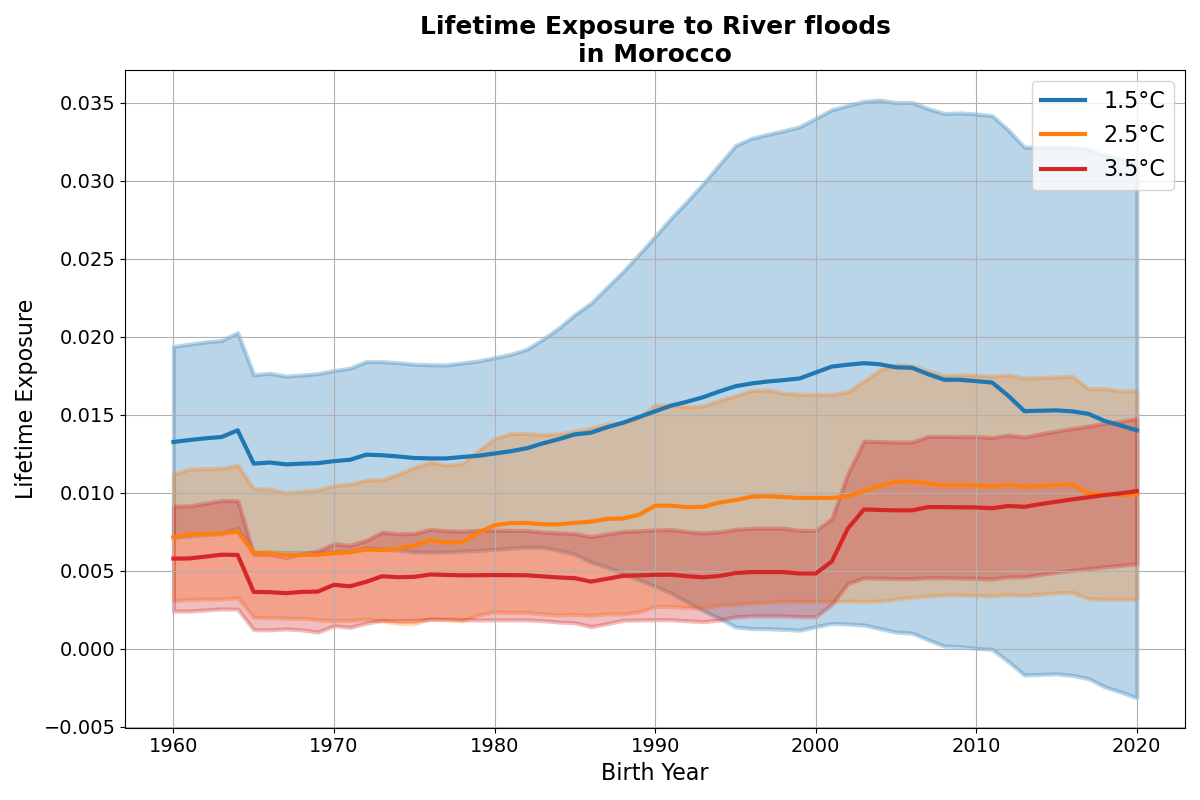 Lifetime Exposure to River floods
in Morocco
Lifetime Exposure
0.035
0.030
0.025
0.020
0.015
0.010
0.005
0.000
−0.005
1.5°C
2.5°C
3.5°C
1960
1970
1980
1990
2000
2010
2020
Birth Year